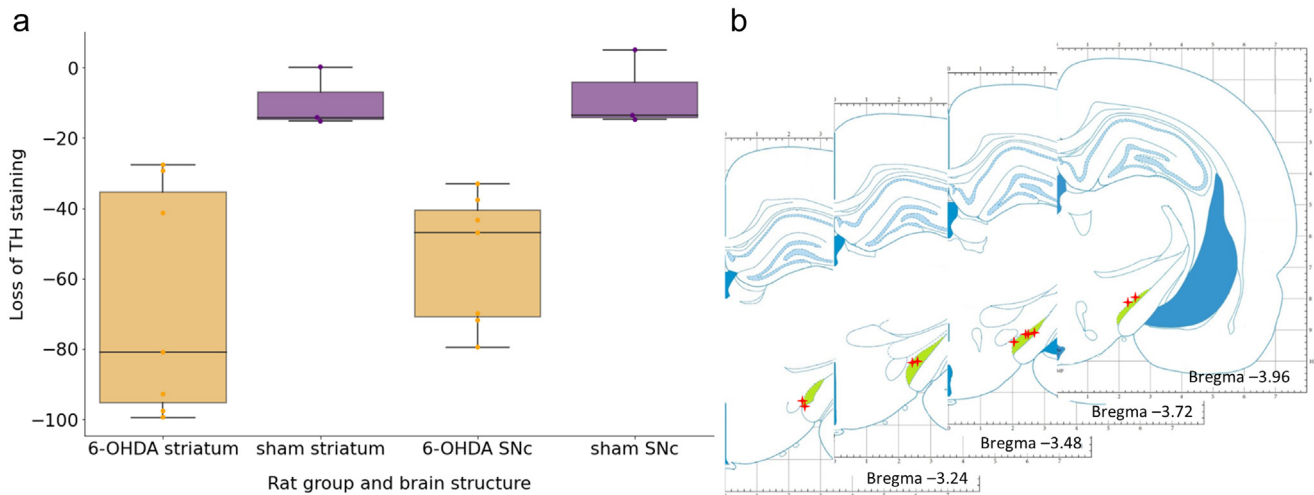 a
b
Loss of TH staining
0
−20
−40
−60
−80
−100
6-OHDA striatum
sham striatum
6-OHDA SNc
sham SNc
Rat group and brain structure
Bregma −3.96
Bregma −3.72
Bregma −3.48
Bregma −3.24